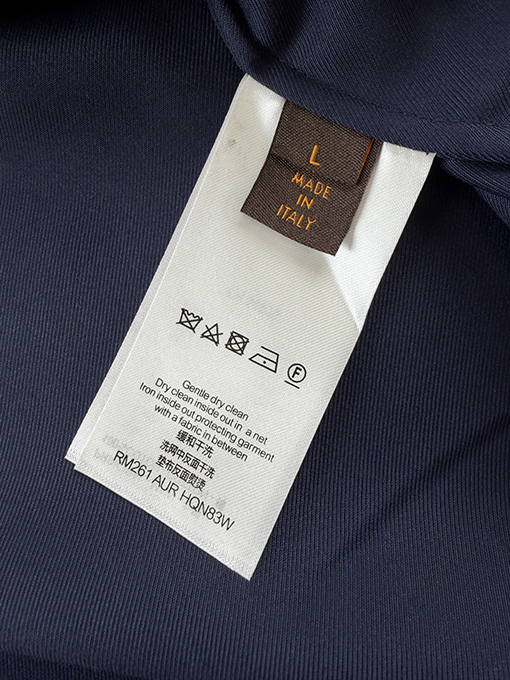 L
MADE
IN
ITALY
F
Gentle dry clean
Dry clean inside out in a net
Iron inside out protecting garment
with a fabric in between
缓和干洗
洗网中反面干洗
垫布反面熨烫
RM261 AUR HQN83W